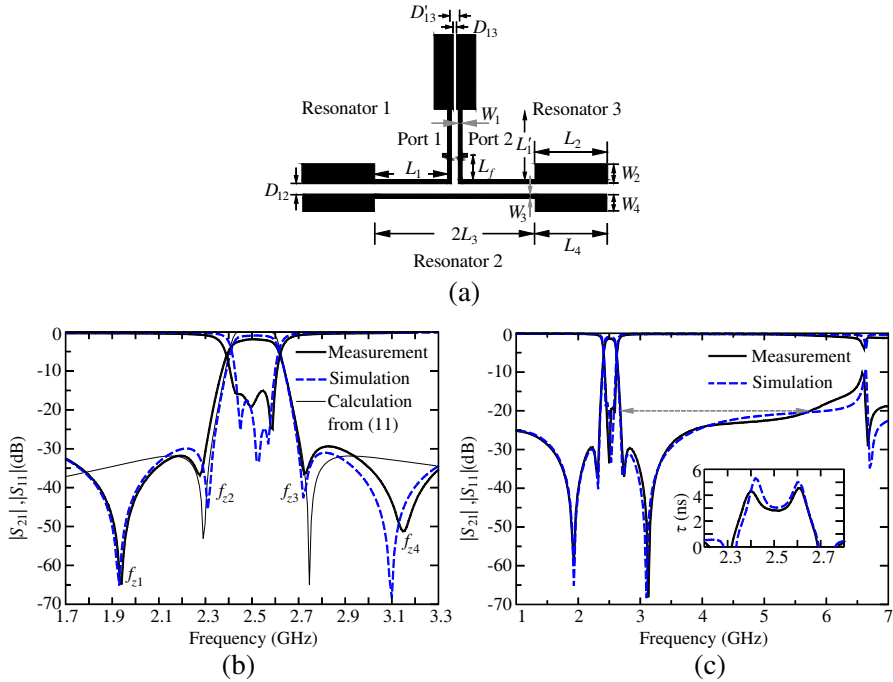 D′13
D13
Resonator 1
Resonator 3
W1
Port 1
Port 2
L′1
L2
L1
Lf
W2
D12
W3
W4
2L3
L4
Resonator 2
(a)
|S21| ,|S11|(dB)
0
-10
-20
-30
-40
-50
-60
-70
Measurement
Simulation
Calculation
from (11)
fz1
fz2
fz3
fz4
1.7 1.9 2.1 2.3 2.5 2.7 2.9 3.1 3.3
Frequency (GHz)
(b)
|S21| ,|S11|(dB)
0
-10
-20
-30
-40
-50
-60
-70
Measurement
Simulation
τ (ns)
6
4
2
0
2.3 2.5 2.7
1 2 3 4 5 6 7
Frequency (GHz)
(c)